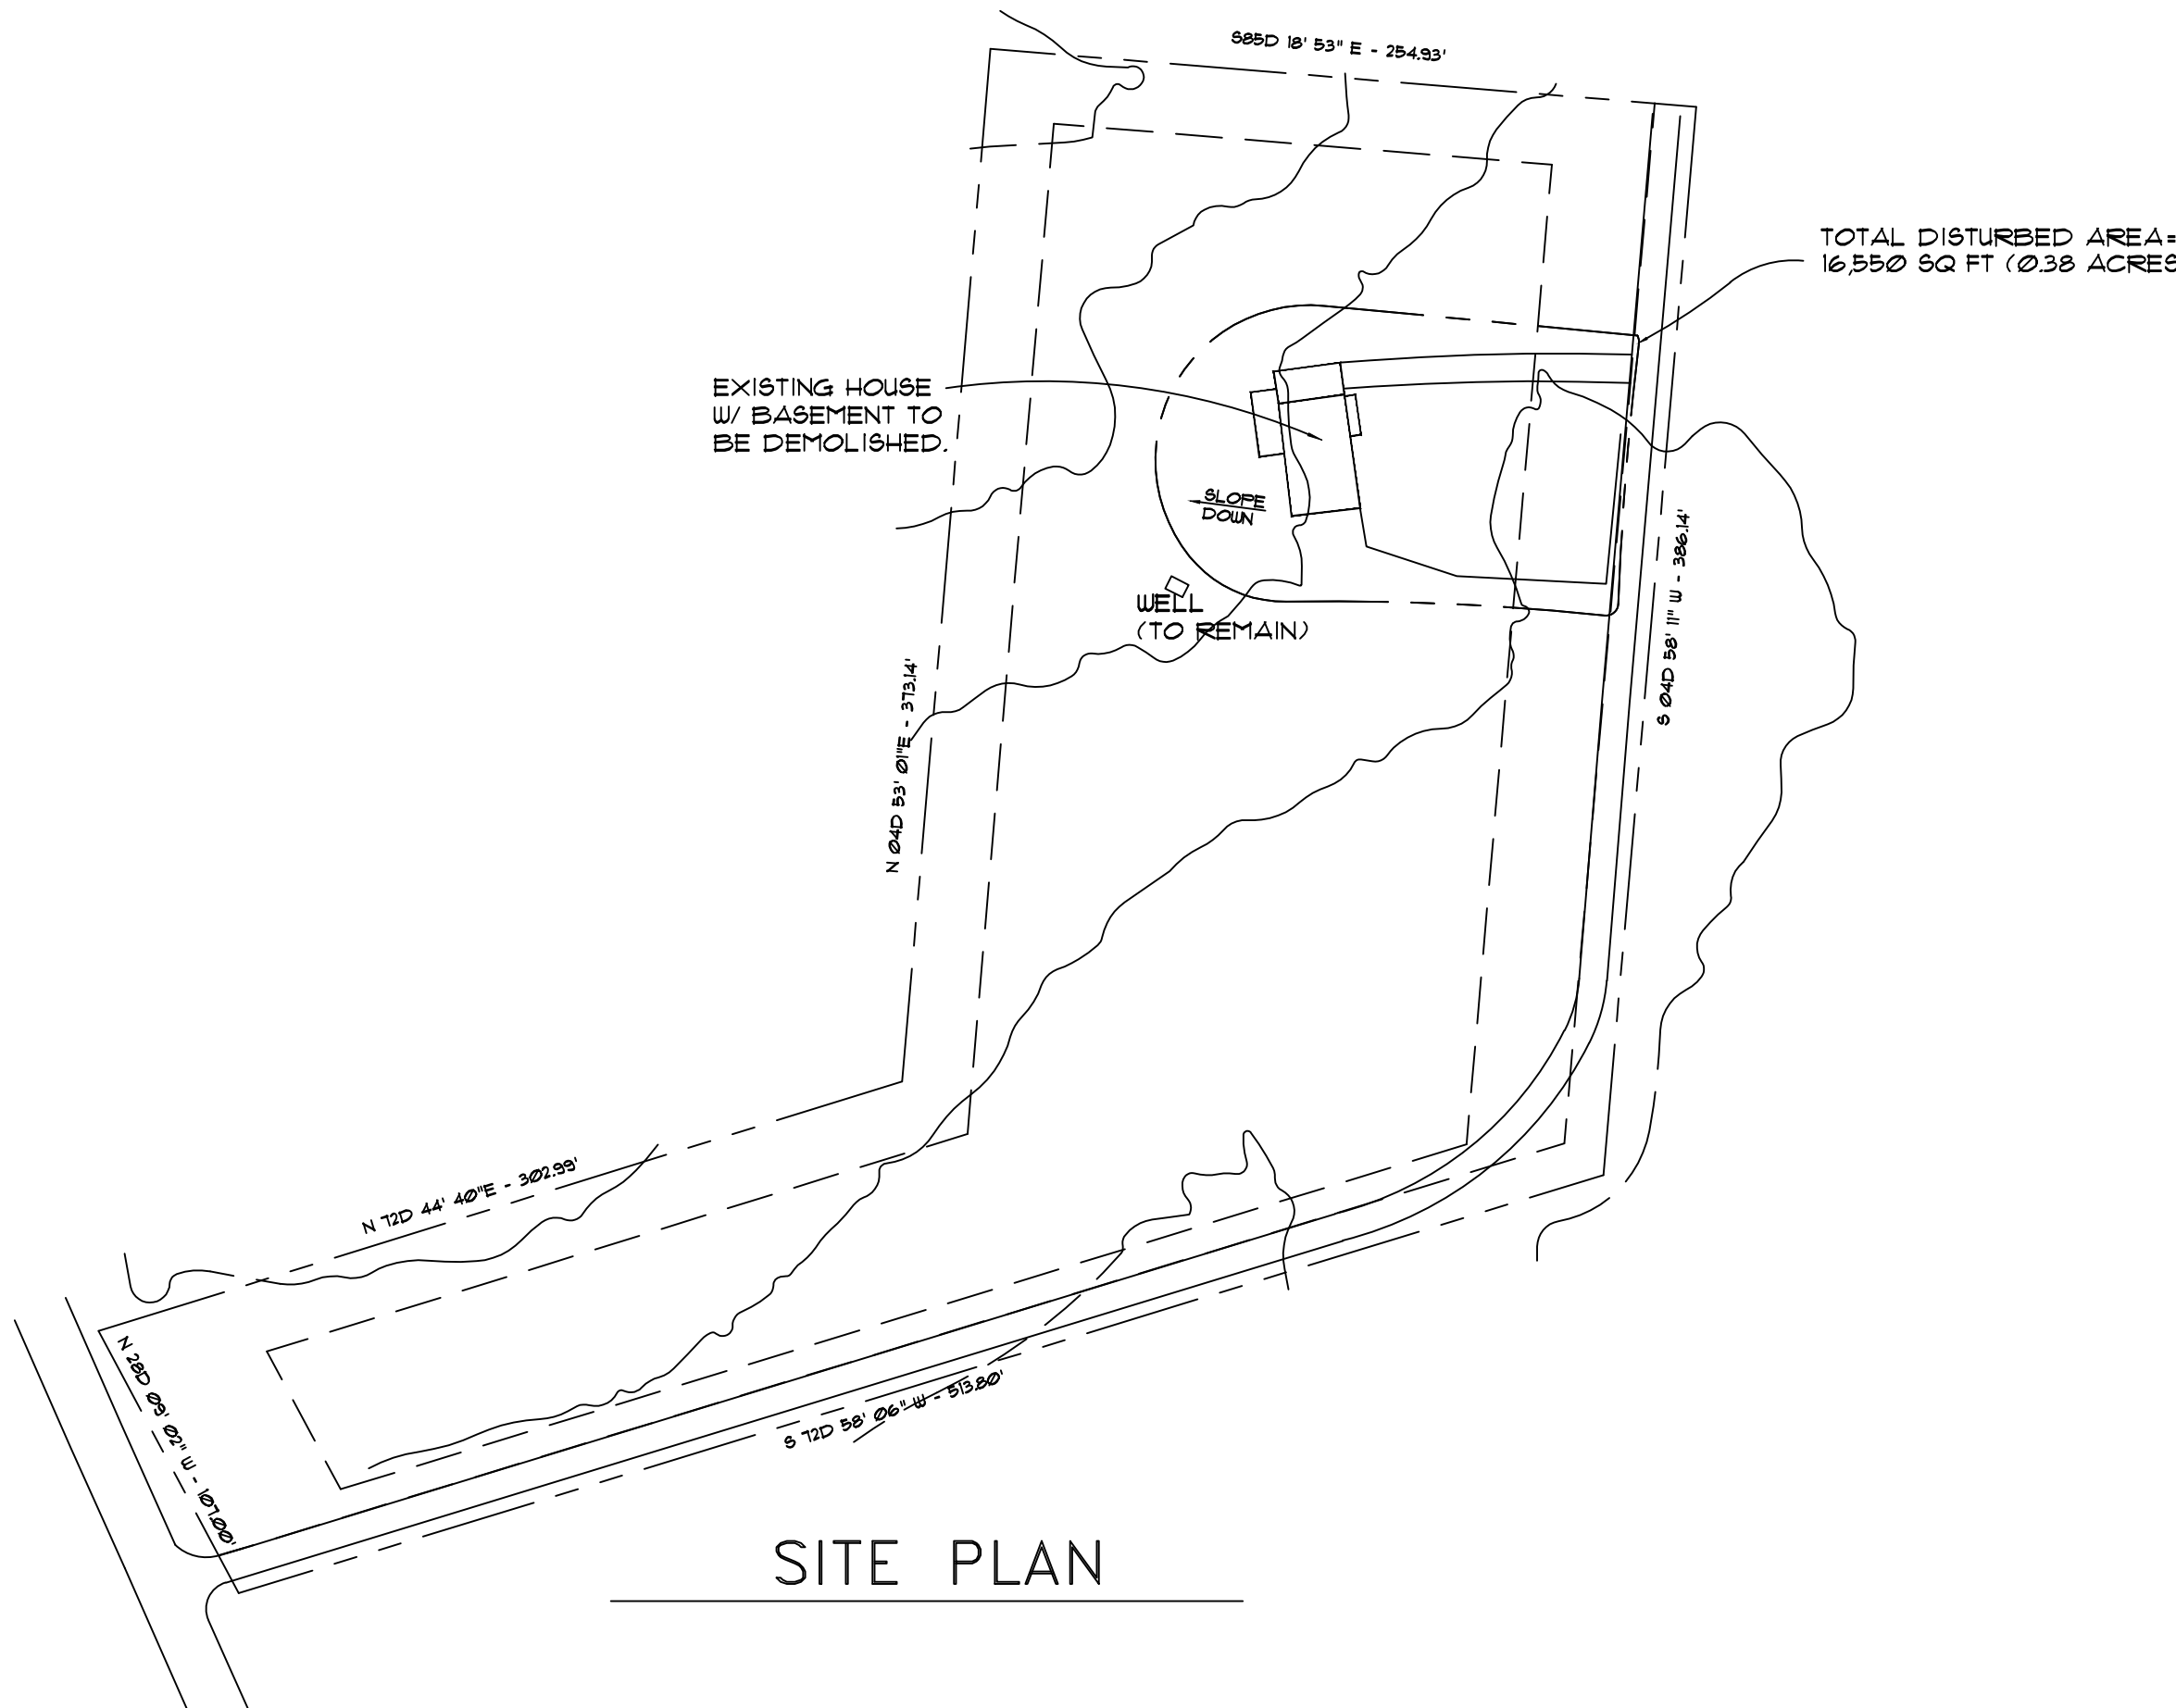 S85D 18' 53" E - 254.93'
TOTAL DISTURBED AREA=
16,550 SQ FT (0.38 ACRES
EXISTING HOUSE
W/ BASEMENT TO
BE DEMOLISHED.
SLOPE
DOWN
WELL
(TO REMAIN)
S 04D 58' 11" W - 386.14'
N 04D 53' 01"E - 373.14'
N 72D 44' 40"E - 302.99'
N 28D 09' 02" W - 107.00'
S 72D 58' 06" W - 513.80'
SITE PLAN